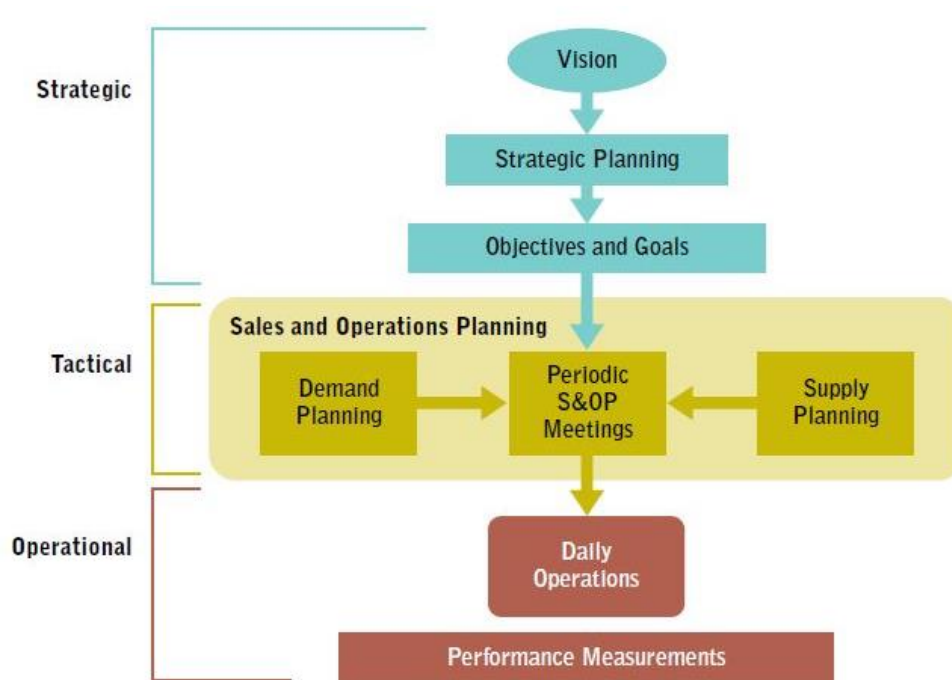 Vision
Strategic
Strategic Planning
Objectives and Goals
Sales and Operations Planning
Tactical
Demand
Planning
Periodic
S&OP
Meetings
Supply
Planning
Operational
Daily
Operations
Performance Measurements